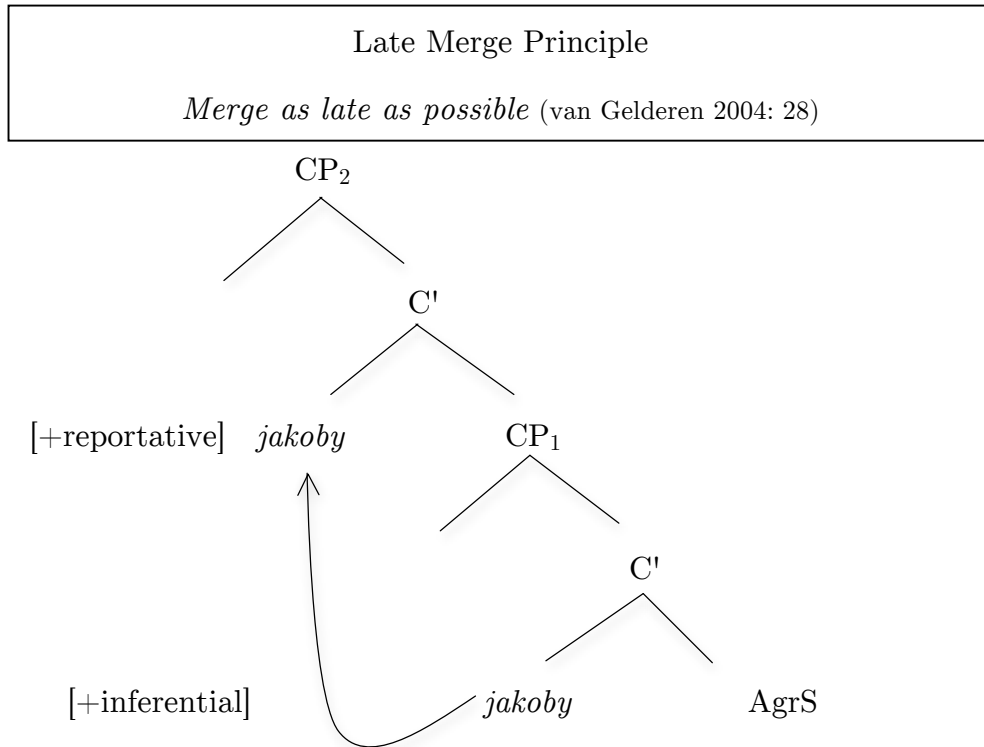 Late Merge Principle
Merge as late as possible (van Gelderen 2004: 28)
CP₂
C'
[+reportative] jakoby CP₁
C'
[+inferential] jakoby AgrS